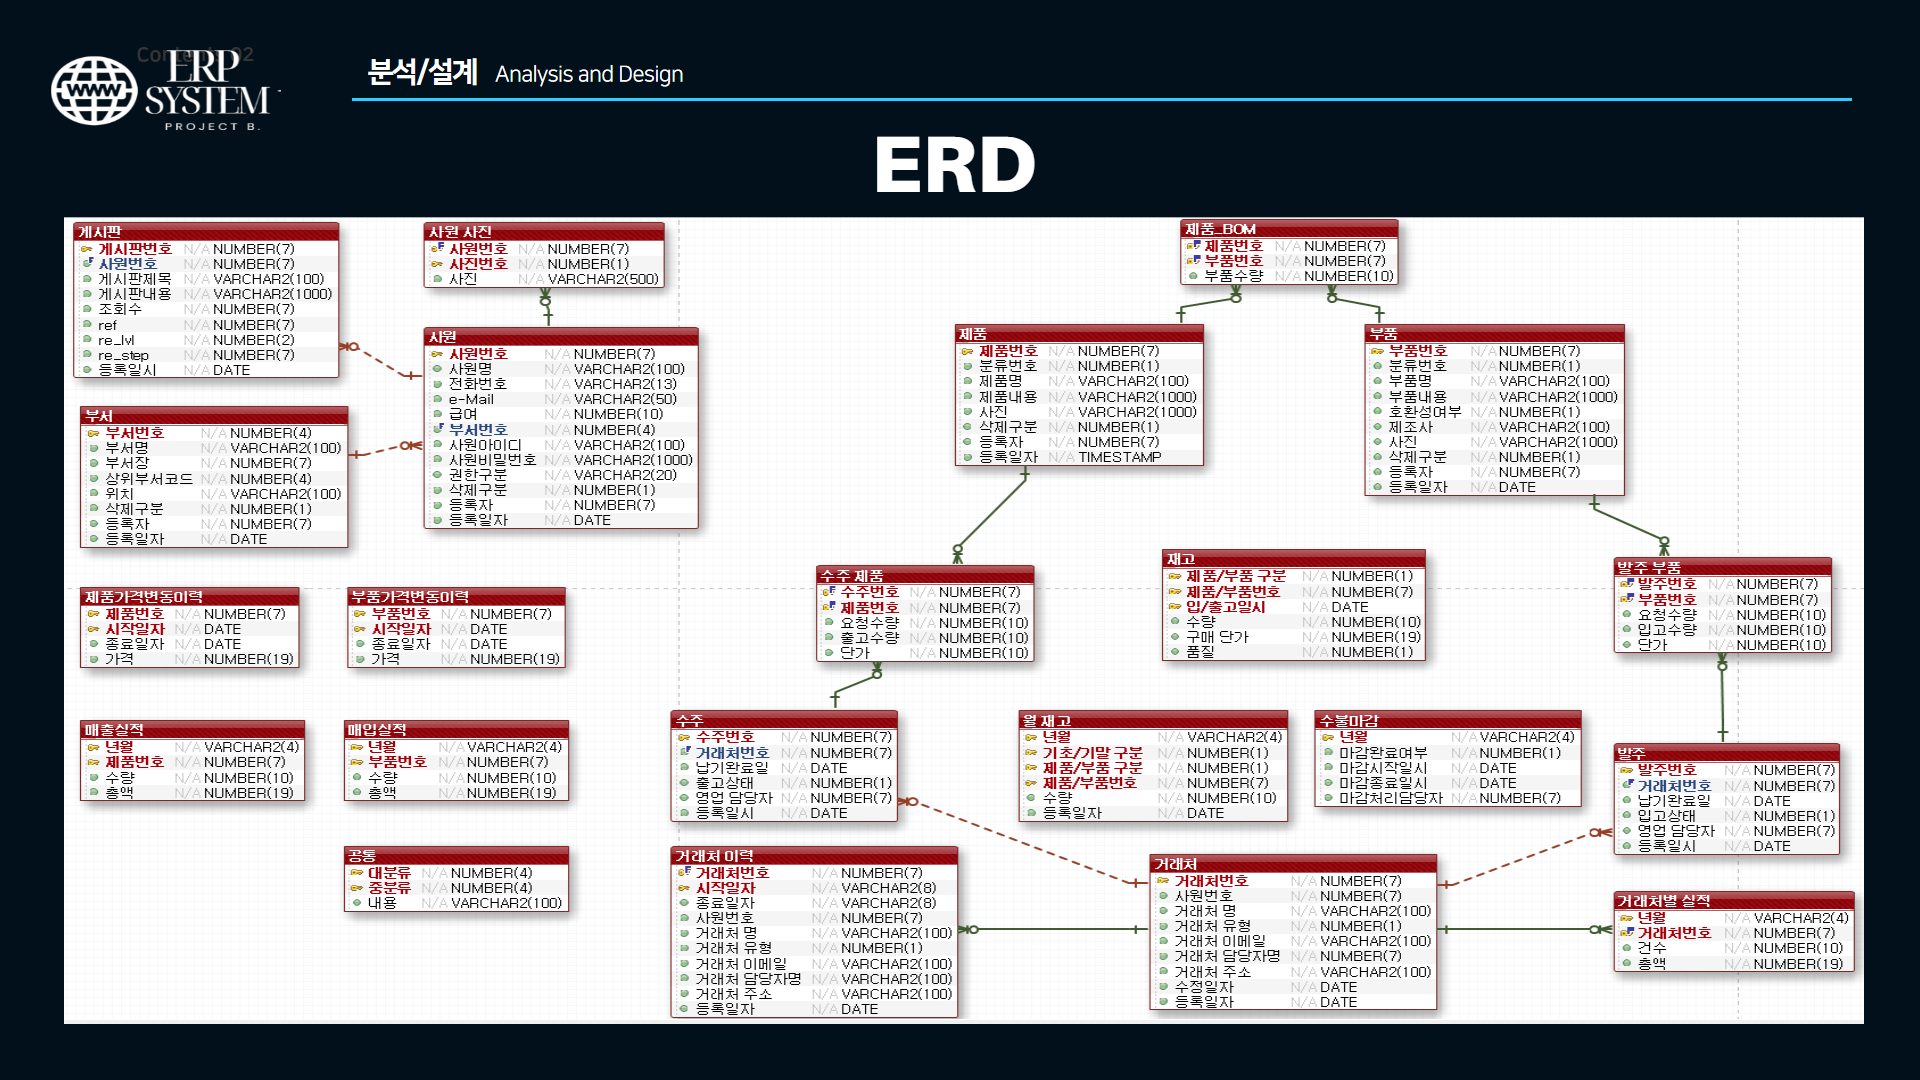 Contents 02
ERP
SYSTEM
PROJECT B.
WWW
분석/설계 Analysis and Design
ERD
게시판
게시판번호 N/A NUMBER(7)
사원번호 N/A NUMBER(7)
게시판제목 N/A VARCHAR2(100)
게시판내용 N/A VARCHAR2(1000)
조회수 N/A NUMBER(7)
ref N/A NUMBER(7)
re_lvl N/A NUMBER(2)
re_step N/A NUMBER(7)
등록일시 N/A DATE
사원 사진
사원번호 N/A NUMBER(7)
사진번호 N/A NUMBER(1)
사진 N/A VARCHAR2(500)
사원
사원번호 N/A NUMBER(7)
사원명 N/A VARCHAR2(100)
전화번호 N/A VARCHAR2(13)
e-Mail N/A VARCHAR2(50)
급여 N/A NUMBER(10)
부서번호 N/A NUMBER(4)
사원아이디 N/A VARCHAR2(100)
사원비밀번호 N/A VARCHAR2(1000)
권한구분 N/A VARCHAR2(20)
삭제구분 N/A NUMBER(1)
등록자 N/A NUMBER(7)
등록일자 N/A DATE
부서
부서번호 N/A NUMBER(4)
부서명 N/A VARCHAR2(100)
부서장 N/A NUMBER(7)
상위부서코드 N/A NUMBER(4)
위치 N/A VARCHAR2(100)
삭제구분 N/A NUMBER(1)
등록자 N/A NUMBER(7)
등록일자 N/A DATE
제품_BOM
제품번호 N/A NUMBER(7)
부품번호 N/A NUMBER(7)
부품수량 N/A NUMBER(10)
제품
제품번호 N/A NUMBER(7)
분류번호 N/A NUMBER(1)
제품명 N/A VARCHAR2(100)
제품내용 N/A VARCHAR2(1000)
사진 N/A VARCHAR2(1000)
삭제구분 N/A NUMBER(1)
등록자 N/A NUMBER(7)
등록일자 N/A TIMESTAMP
부품
부품번호 N/A NUMBER(7)
분류번호 N/A NUMBER(1)
부품명 N/A VARCHAR2(100)
부품내용 N/A VARCHAR2(1000)
호환성여부 N/A NUMBER(1)
제조사 N/A VARCHAR2(100)
사진 N/A VARCHAR2(1000)
삭제구분 N/A NUMBER(1)
등록자 N/A NUMBER(7)
등록일자 N/A DATE
제품가격변동이력
제품번호 N/A NUMBER(7)
시작일자 N/A DATE
종료일자 N/A DATE
가격 N/A NUMBER(19)
부품가격변동이력
부품번호 N/A NUMBER(7)
시작일자 N/A DATE
종료일자 N/A DATE
가격 N/A NUMBER(19)
수주 제품
수주번호 N/A NUMBER(7)
제품번호 N/A NUMBER(7)
요청수량 N/A NUMBER(10)
출고수량 N/A NUMBER(10)
단가 N/A NUMBER(10)
재고
제품/부품 구분 N/A NUMBER(1)
제품/부품번호 N/A NUMBER(7)
입/출고일시 N/A DATE
수량 N/A NUMBER(10)
구매 단가 N/A NUMBER(19)
품질 N/A NUMBER(1)
발주 부품
발주번호 N/A NUMBER(7)
부품번호 N/A NUMBER(7)
요청수량 N/A NUMBER(10)
입고수량 N/A NUMBER(10)
단가 N/A NUMBER(10)
매출실적
년월 N/A VARCHAR2(4)
제품번호 N/A NUMBER(7)
수량 N/A NUMBER(10)
총액 N/A NUMBER(19)
매입실적
년월 N/A VARCHAR2(4)
부품번호 N/A NUMBER(7)
수량 N/A NUMBER(10)
총액 N/A NUMBER(19)
수주
수주번호 N/A NUMBER(7)
거래처번호 N/A NUMBER(7)
납기완료일 N/A DATE
출고상태 N/A NUMBER(1)
영업 담당자 N/A NUMBER(7)
등록일시 N/A DATE
월 재고
년월 N/A VARCHAR2(4)
기초/기말 구분 N/A NUMBER(1)
제품/부품 구분 N/A NUMBER(1)
제품/부품번호 N/A NUMBER(7)
수량 N/A NUMBER(10)
등록일자 N/A DATE
수불마감
년월 N/A VARCHAR2(4)
마감완료여부 N/A NUMBER(1)
마감시작일시 N/A DATE
마감종료일시 N/A DATE
마감처리담당자 N/A NUMBER(7)
발주
발주번호 N/A NUMBER(7)
거래처번호 N/A NUMBER(7)
납기완료일 N/A DATE
입고상태 N/A NUMBER(1)
영업 담당자 N/A NUMBER(7)
등록일시 N/A DATE
공통
대분류 N/A NUMBER(4)
중분류 N/A NUMBER(4)
내용 N/A VARCHAR2(100)
거래처 이력
거래처번호 N/A NUMBER(7)
시작일자 N/A VARCHAR2(8)
종료일자 N/A VARCHAR2(8)
사원번호 N/A NUMBER(7)
거래처 명 N/A VARCHAR2(100)
거래처 유형 N/A NUMBER(1)
거래처 이메일 N/A VARCHAR2(100)
거래처 담당자명 N/A VARCHAR2(100)
거래처 주소 N/A VARCHAR2(100)
등록일자 N/A DATE
거래처
거래처번호 N/A NUMBER(7)
사원번호 N/A NUMBER(7)
거래처 명 N/A VARCHAR2(100)
거래처 유형 N/A NUMBER(1)
거래처 이메일 N/A VARCHAR2(100)
거래처 담당자명 N/A NUMBER(7)
거래처 주소 N/A VARCHAR2(100)
수정일자 N/A DATE
등록일자 N/A DATE
거래처별 실적
년월 N/A VARCHAR2(4)
거래처번호 N/A NUMBER(7)
건수 N/A NUMBER(10)
총액 N/A NUMBER(19)